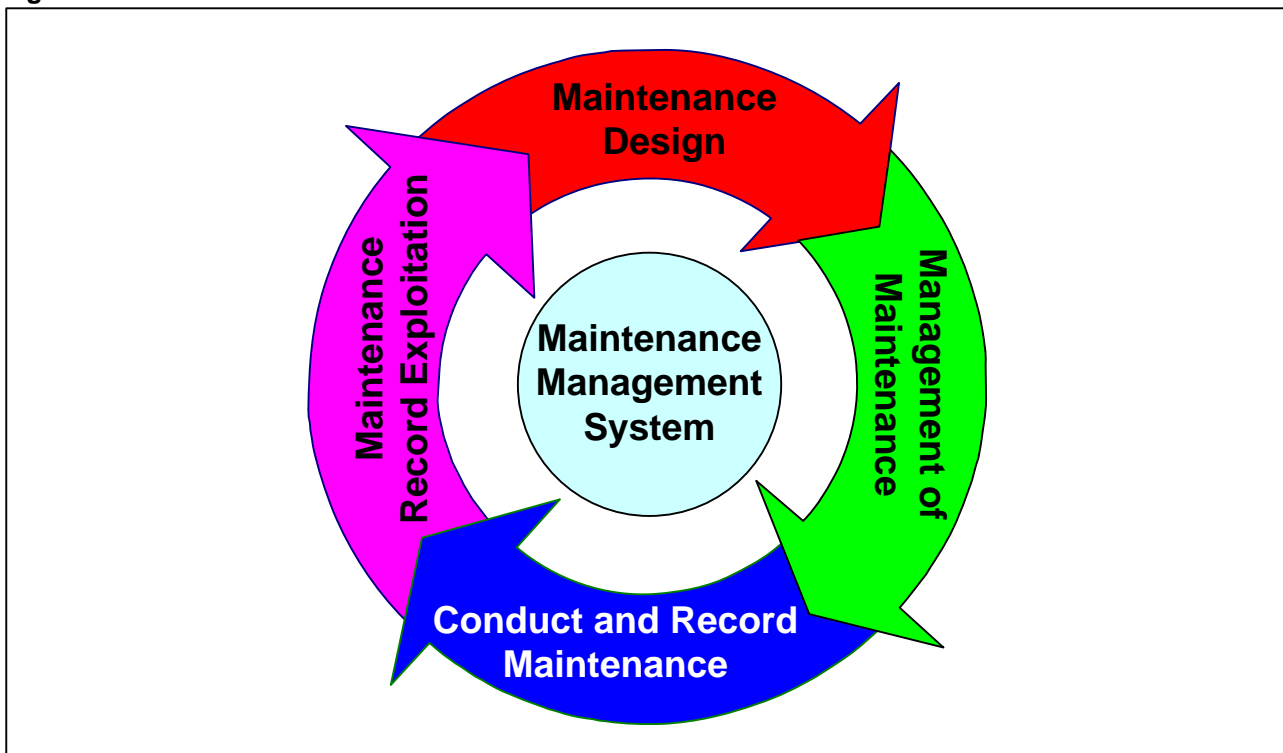 Maintenance
Design
Management of
Maintenance
Conduct and Record
Maintenance
Maintenance
Record Exploitation
Maintenance
Management
System